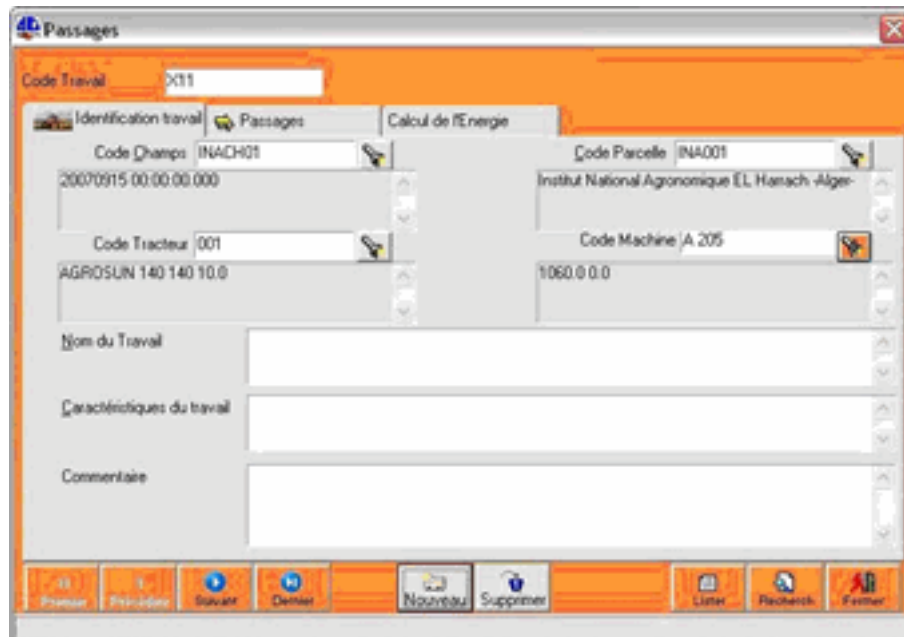 Passages
Code Travail X11
Identification travail Passages Calcul de l'Energie
Code Champs INACH01 Code Parcelle INA001
20070915 00:00:00.000 Institut National Agronomique EL Harrach -Alger-
Code Tracteur 001 Code Machine A 205
AGROSUN 140 140 10.0 1060.0 0.0
Nom du Travail
Caractéristiques du travail
Commentaire
Premier Précédent Suivant Dernier Nouveau Supprimer Lister Recherch Fermer